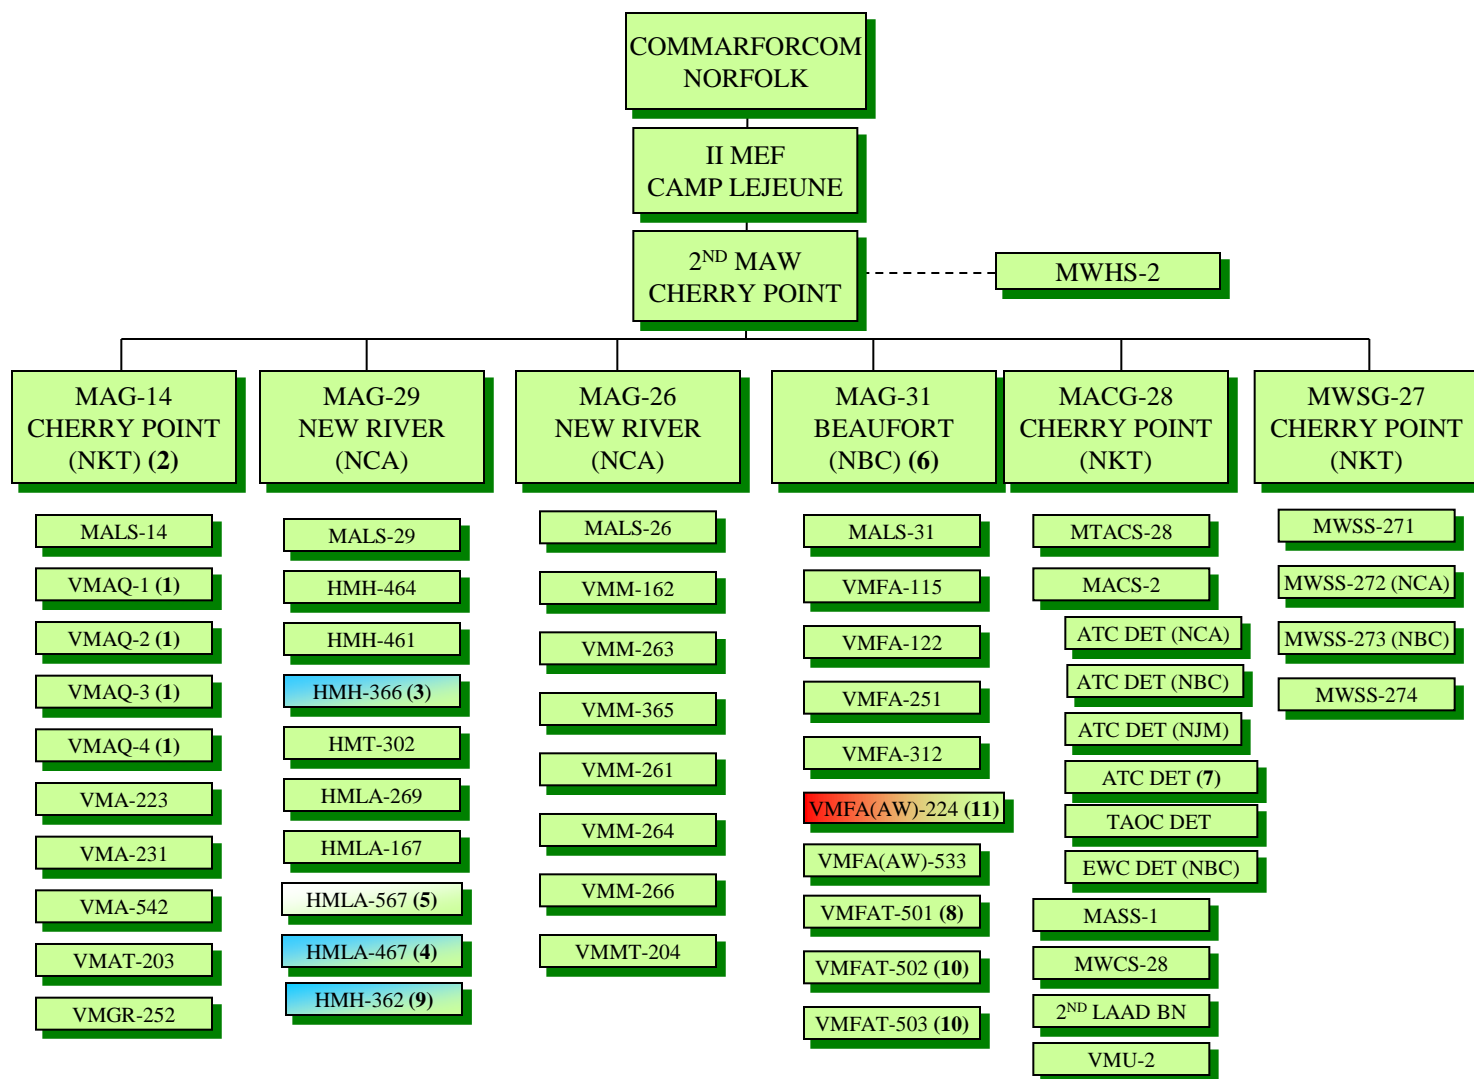 COMMARFORCOM
NORFOLK
II MEF
CAMP LEJEUNE
2ND MAW
CHERRY POINT
MWHS-2
MAG-14
CHERRY POINT
(NKT) (2)
MALS-14
VMAQ-1 (1)
VMAQ-2 (1)
VMAQ-3 (1)
VMAQ-4 (1)
VMA-223
VMA-231
VMA-542
VMAT-203
VMGR-252
MAG-29
NEW RIVER
(NCA)
MALS-29
HMH-464
HMH-461
HMH-366 (3)
HMT-302
HMLA-269
HMLA-167
HMLA-567 (5)
HMLA-467 (4)
HMH-362 (9)
MAG-26
NEW RIVER
(NCA)
MALS-26
VMM-162
VMM-263
VMM-365
VMM-261
VMM-264
VMM-266
VMMT-204
MAG-31
BEAUFORT
(NBC) (6)
MALS-31
VMFA-115
VMFA-122
VMFA-251
VMFA-312
VMFA(AW)-224 (11)
VMFA(AW)-533
VMFAT-501 (8)
VMFAT-502 (10)
VMFAT-503 (10)
MACG-28
CHERRY POINT
(NKT)
MTACS-28
MACS-2
ATC DET (NCA)
ATC DET (NBC)
ATC DET (NJM)
ATC DET (7)
TAOC DET
EWC DET (NBC)
MASS-1
MWCS-28
2ND LAAD BN
VMU-2
MWSG-27
CHERRY POINT
(NKT)
MWSS-271
MWSS-272 (NCA)
MWSS-273 (NBC)
MWSS-274